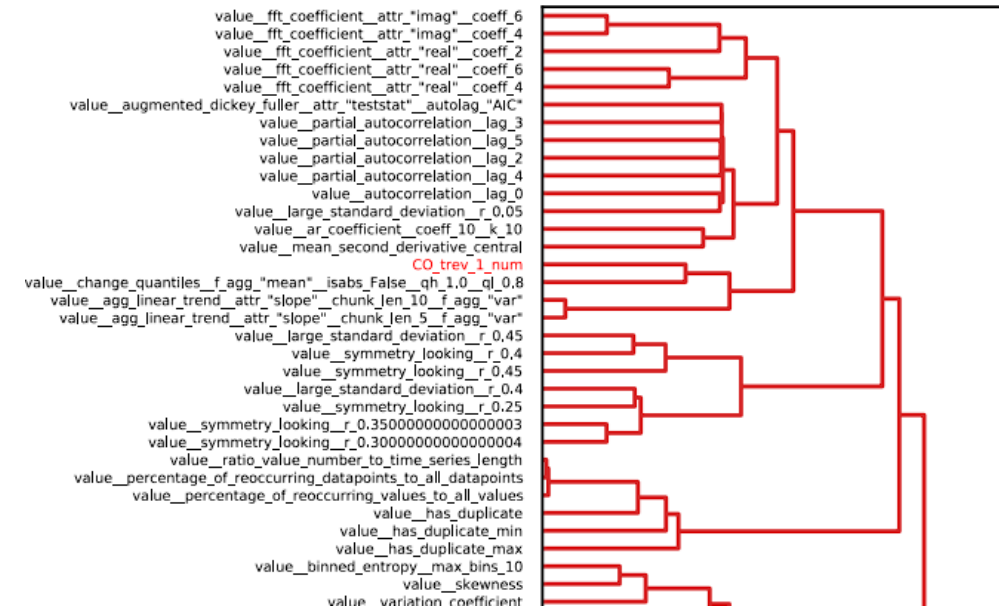 value__fft_coefficient__attr_"imag"__coeff_6
value__fft_coefficient__attr_"imag"__coeff_4
value__fft_coefficient__attr_"real"__coeff_2
value__fft_coefficient__attr_"real"__coeff_6
value__fft_coefficient__attr_"real"__coeff_4
value__augmented_dickey_fuller__attr_"teststat"__autolag_"AIC"
value__partial_autocorrelation__lag_3
value__partial_autocorrelation__lag_5
value__partial_autocorrelation__lag_2
value__partial_autocorrelation__lag_4
value__autocorrelation__lag_0
value__large_standard_deviation__r_0.05
value__ar_coefficient__coeff_10__k_10
value__mean_second_derivative_central
CO_trev_1_num
value__change_quantiles__f_agg_"mean"__isabs_False__qh_1.0__ql_0.8
value__agg_linear_trend__attr_"slope"__chunk_len_10__f_agg_"var"
value__agg_linear_trend__attr_"slope"__chunk_len_5__f_agg_"var"
value__large_standard_deviation__r_0.45
value__symmetry_looking__r_0.4
value__symmetry_looking__r_0.45
value__large_standard_deviation__r_0.4
value__symmetry_looking__r_0.25
value__symmetry_looking__r_0.35000000000000003
value__symmetry_looking__r_0.30000000000000004
value__ratio_value_number_to_time_series_length
value__percentage_of_reoccurring_datapoints_to_all_datapoints
value__percentage_of_reoccurring_values_to_all_values
value__has_duplicate
value__has_duplicate_min
value__has_duplicate_max
value__binned_entropy__max_bins_10
value__skewness
value__variation_coefficient